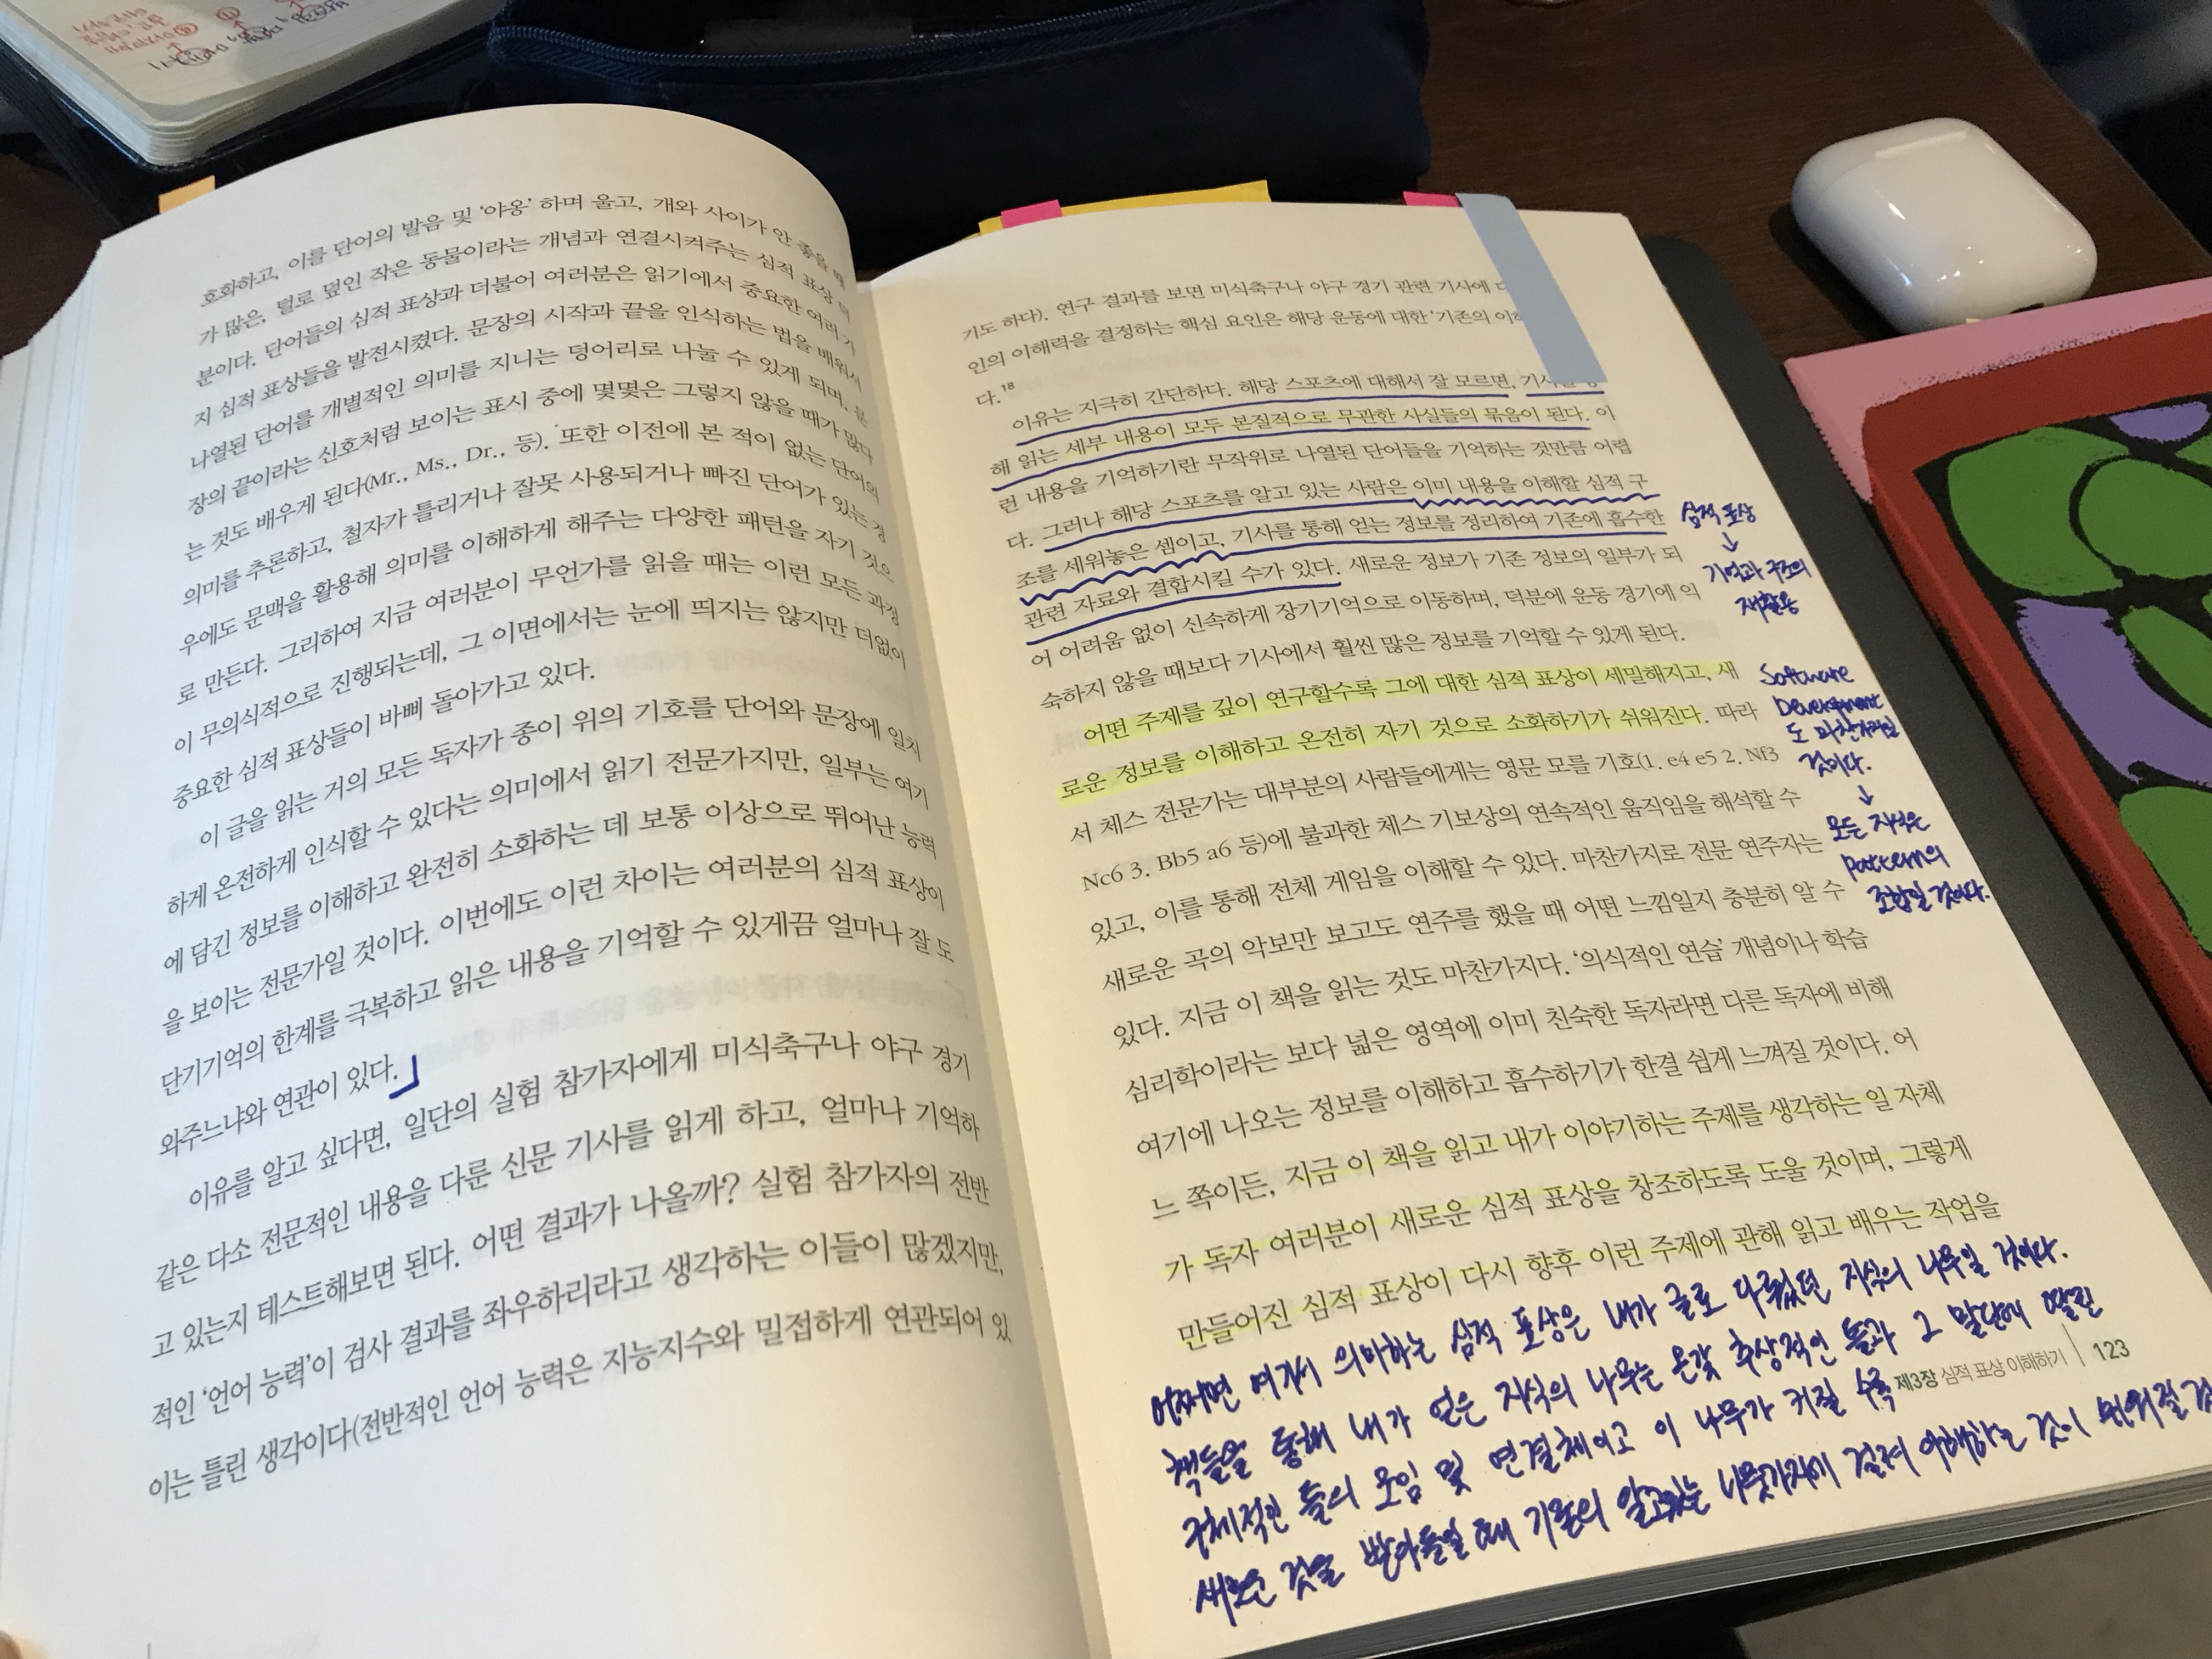 호화하고, 이를 단어의 발음 및 ‘야옹’ 하며 울고, 개와 사이가 안 좋을 때
가 많은, 털로 덮인 작은 동물이라는 개념과 연결시켜주는 심적 표상
분이다. 단어들의 심적 표상과 더불어 여러분은 읽기에서 중요한 여러 가
지 심적 표상들을 발전시켰다. 문장의 시작과 끝을 인식하는 법을 배워서
나열된 단어를 개별적인 의미를 지니는 덩어리로 나눌 수 있게 되며, 문
장의 끝이라는 신호처럼 보이는 표시 중에 몇몇은 그렇지 않을 때가 많다
는 것도 배우게 된다(Mr., Ms., Dr., 등). 또한 이전에 본 적이 없는 단어의
의미를 추론하고, 철자가 틀리거나 잘못 사용되거나 빠진 단어가 있는 경
우에도 문맥을 활용해 의미를 이해하게 해주는 다양한 패턴을 자기 것으
로 만든다. 그리하여 지금 여러분이 무언가를 읽을 때는 이런 모든 과정
이 무의식적으로 진행되는데, 그 이면에서는 눈에 띄지는 않지만 더없이
중요한 심적 표상들이 바삐 돌아가고 있다.
이 글을 읽는 거의 모든 독자가 종이 위의 기호를 단어와 문장에 일치
하게 온전하게 인식할 수 있다는 의미에서 읽기 전문가지만, 일부는 여기
에 담긴 정보를 이해하고 완전히 소화하는 데 보통 이상으로 뛰어난 능력
을 보이는 전문가일 것이다. 이번에도 이런 차이는 여러분의 심적 표상이
단기기억의 한계를 극복하고 읽은 내용을 기억할 수 있게끔 얼마나 잘 도
와주느냐와 연관이 있다.
이유를 알고 싶다면, 일단의 실험 참가자에게 미식축구나 야구 경기
같은 다소 전문적인 내용을 다룬 신문 기사를 읽게 하고, 얼마나 기억하
고 있는지 테스트해보면 된다. 어떤 결과가 나올까? 실험 참가자의 전반
적인 ‘언어 능력’이 검사 결과를 좌우하리라고 생각하는 이들이 많겠지만,
이는 틀린 생각이다(전반적인 언어 능력은 지능지수와 밀접하게 연관되어 있
기도 하다). 연구 결과를 보면 미식축구나 야구 경기 관련 기사에
인의 이해력을 결정하는 핵심 요인은 해당 운동에 대한 ‘기존의
다.18
이유는 지극히 간단하다. 해당 스포츠에 대해서 잘 모르면,
해 읽는 세부 내용이 모두 본질적으로 무관한 사실들의 묶음이 된다. 이
런 내용을 기억하기란 무작위로 나열된 단어들을 기억하는 것만큼 어렵
다. 그러나 해당 스포츠를 알고 있는 사람은 이미 내용을 이해할 심적 구
조를 세워놓은 셈이고, 기사를 통해 얻는 정보를 정리하여 기존에 흡수한
관련 자료와 결합시킬 수가 있다. 새로운 정보가 기존 정보의 일부가 되
어 어려움 없이 신속하게 장기기억으로 이동하며, 덕분에 운동 경기에 익
숙하지 않을 때보다 기사에서 훨씬 많은 정보를 기억할 수 있게 된다.
어떤 주제를 깊이 연구할수록 그에 대한 심적 표상이 세밀해지고, 새
로운 정보를 이해하고 온전히 자기 것으로 소화하기가 쉬워진다. 따라
서 체스 전문가는 대부분의 사람들에게는 영문 모를 기호(1. e4 e5 2. Nf3
Nc6 3. Bb5 a6 등)에 불과한 체스 기보상의 연속적인 움직임을 해석할 수
있고, 이를 통해 전체 게임을 이해할 수 있다. 마찬가지로 전문 연주자는
새로운 곡의 악보만 보고도 연주를 했을 때 어떤 느낌일지 충분히 알 수
있다. 지금 이 책을 읽는 것도 마찬가지다. ‘의식적인 연습’ 개념이나 학습
심리학이라는 보다 넓은 영역에 이미 친숙한 독자라면 다른 독자에 비해
여기에 나오는 정보를 이해하고 흡수하기가 한결 쉽게 느껴질 것이다. 어
느 쪽이든, 지금 이 책을 읽고 내가 이야기하는 주제를 생각하는 일 자체
가 독자 여러분이 새로운 심적 표상을 창조하도록 도울 것이며, 그렇게
만들어진 심적 표상이 다시 향후 이런 주제에 관해 읽고 배우는 작업을
심적 표상
↓
기억과 구조의
재활용
Software
Development
도 마찬가지일
것이다.
↓
모든 지식은
pattern의
조합일 것이다.
어쩌면 여기서 의미하는 심적 표상은 내가 글로 다뤘었던 지식의 나무일 것이다.
책들을 통해 내가 얻은 지식의 나무는 온갖 추상적인 돌과 그 말단에 딸린
구체적인 돌의 모임 및 연결체이고 이 나무가 커질 수록
새로운 것을 받아들일 때 기존의 알고있는 나뭇가지에 걸려 이해하는 것이 쉬워질
제3장 심적 표상 이해하기 | 123